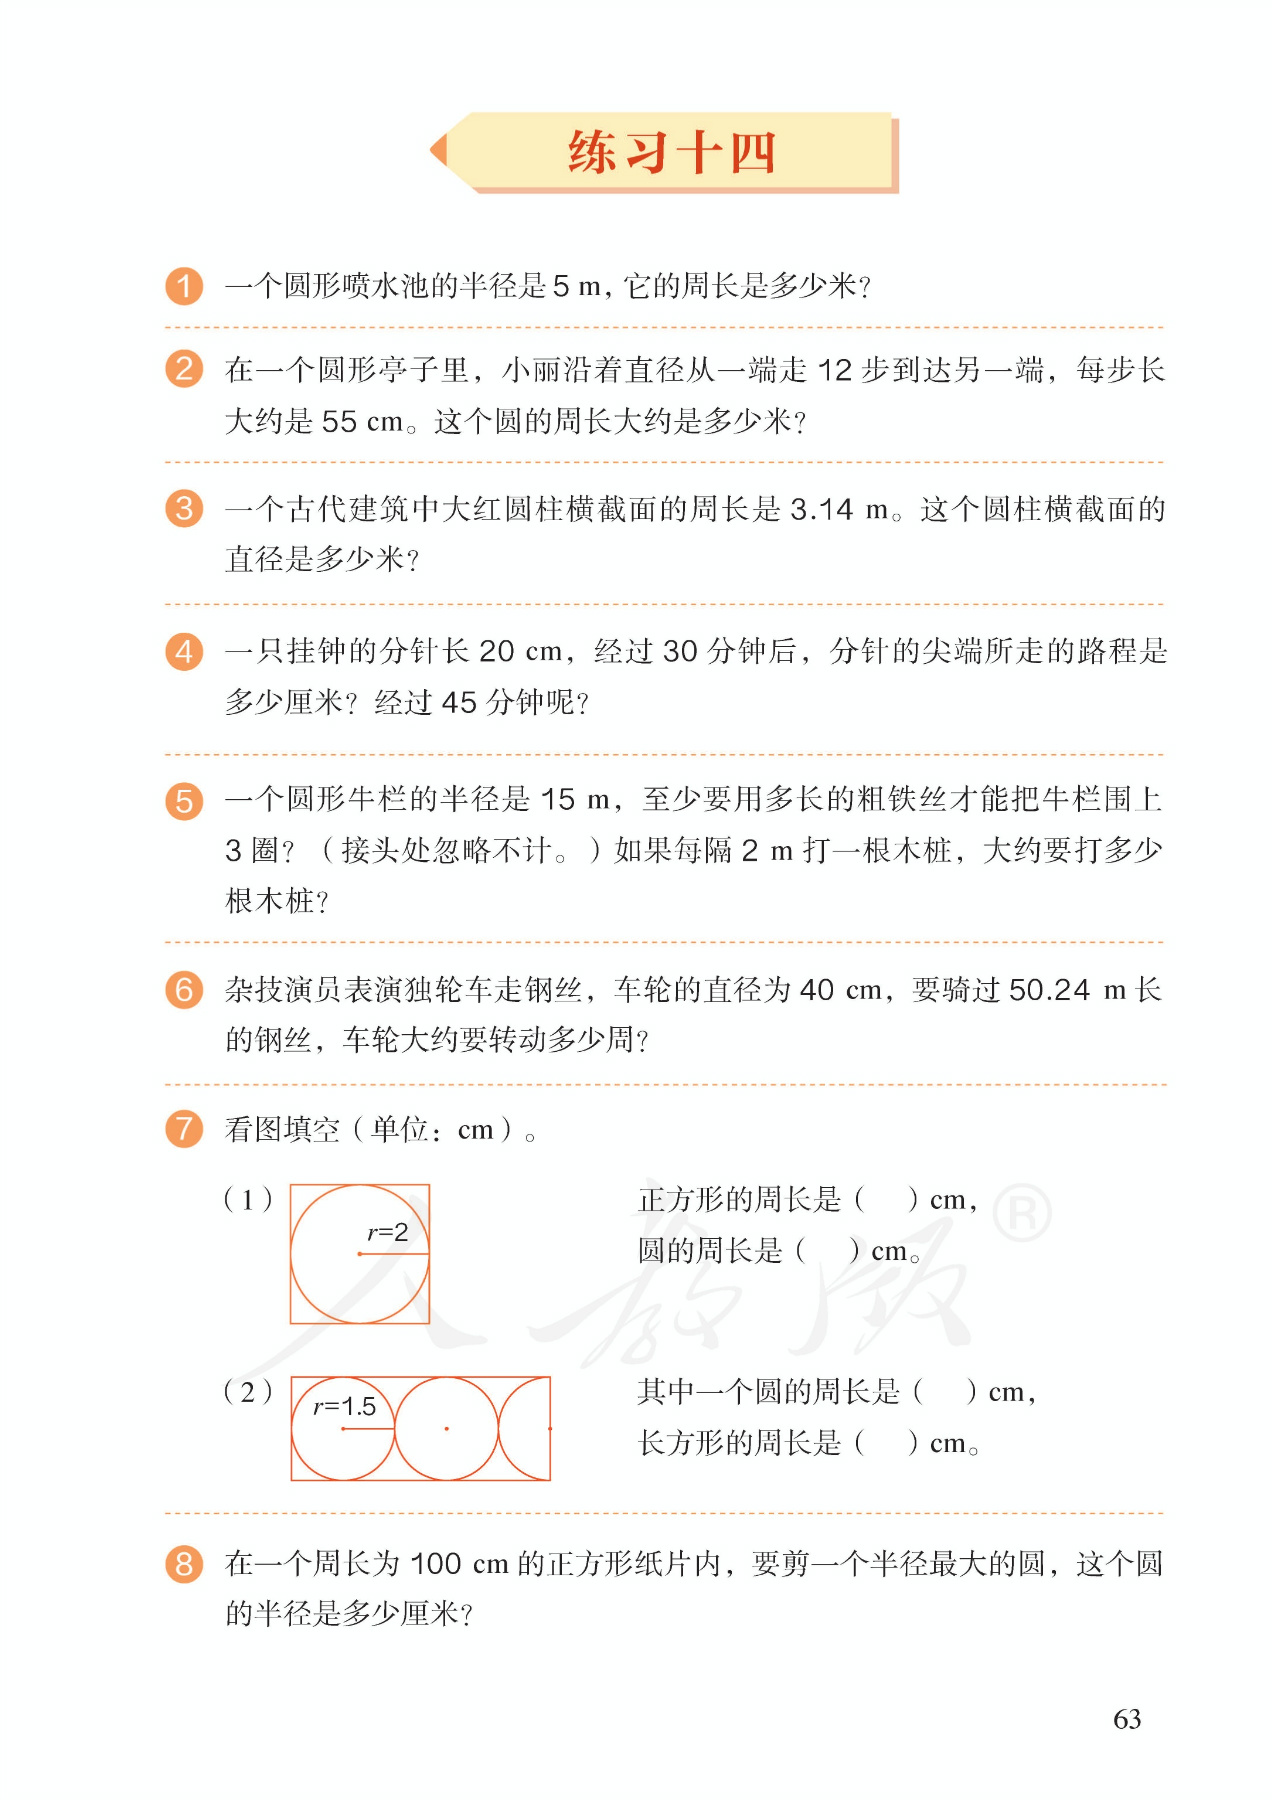 练习十四
1 一个圆形喷水池的半径是5 m，它的周长是多少米？
2 在一个圆形亭子里，小丽沿着直径从一端走 12 步到达另一端，每步长
大约是 55 cm。这个圆的周长大约是多少米？
3 一个古代建筑中大红圆柱横截面的周长是 3.14 m。这个圆柱横截面的
直径是多少米？
4 一只挂钟的分针长 20 cm，经过 30 分钟后，分针的尖端所走的路程是
多少厘米？经过 45 分钟呢？
5 一个圆形牛栏的半径是 15 m，至少要用多长的粗铁丝才能把牛栏围上
3 圈？（接头处忽略不计。）如果每隔 2 m 打一根木桩，大约要打多少
根木桩？
6 杂技演员表演独轮车走钢丝，车轮的直径为 40 cm，要骑过 50.24 m 长
的钢丝，车轮大约要转动多少周？
7 看图填空（单位：cm）。
（1） r=2 正方形的周长是（ ）cm，
圆的周长是（ ）cm。
人教版®
（2） r=1.5 其中一个圆的周长是（ ）cm，
长方形的周长是（ ）cm。
8 在一个周长为 100 cm 的正方形纸片内，要剪一个半径最大的圆，这个圆
的半径是多少厘米？
63